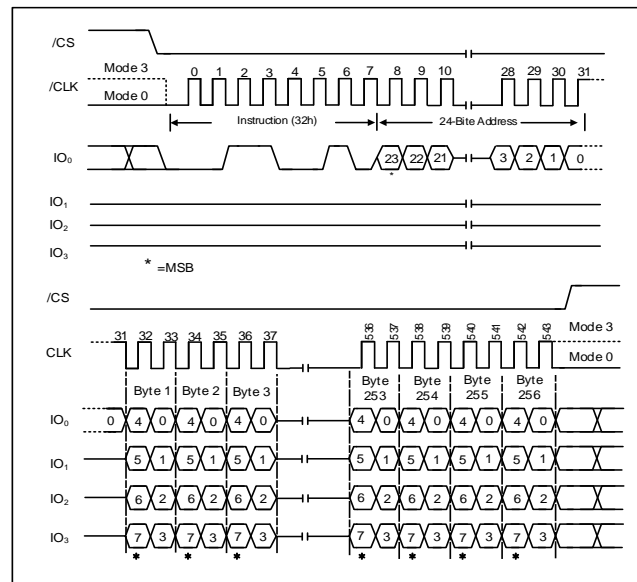 /CS
Mode 3
0 1 2 3 4 5 6 7 8 9 10 28 29 30 31
/CLK
Mode 0
Instruction (32h) 24-Bite Address
IO₀ 23 22 21 3 2 1 0
*
IO₁
IO₂
IO₃
* =MSB
/CS
31 32 33 34 35 36 37 536 537 538 539 540 541 542 543 Mode 3
CLK
Mode 0
Byte 1 Byte 2 Byte 3 Byte 253 Byte 254 Byte 255 Byte 256
IO₀ 0 4 0 4 0 4 0 4 0 4 0 4 0 4 0
IO₁ 5 1 5 1 5 1 5 1 5 1 5 1 5 1
IO₂ 6 2 6 2 6 2 6 2 6 2 6 2 6 2
IO₃ 7 3 7 3 7 3 7 3 7 3 7 3 7 3
* * * * * * *